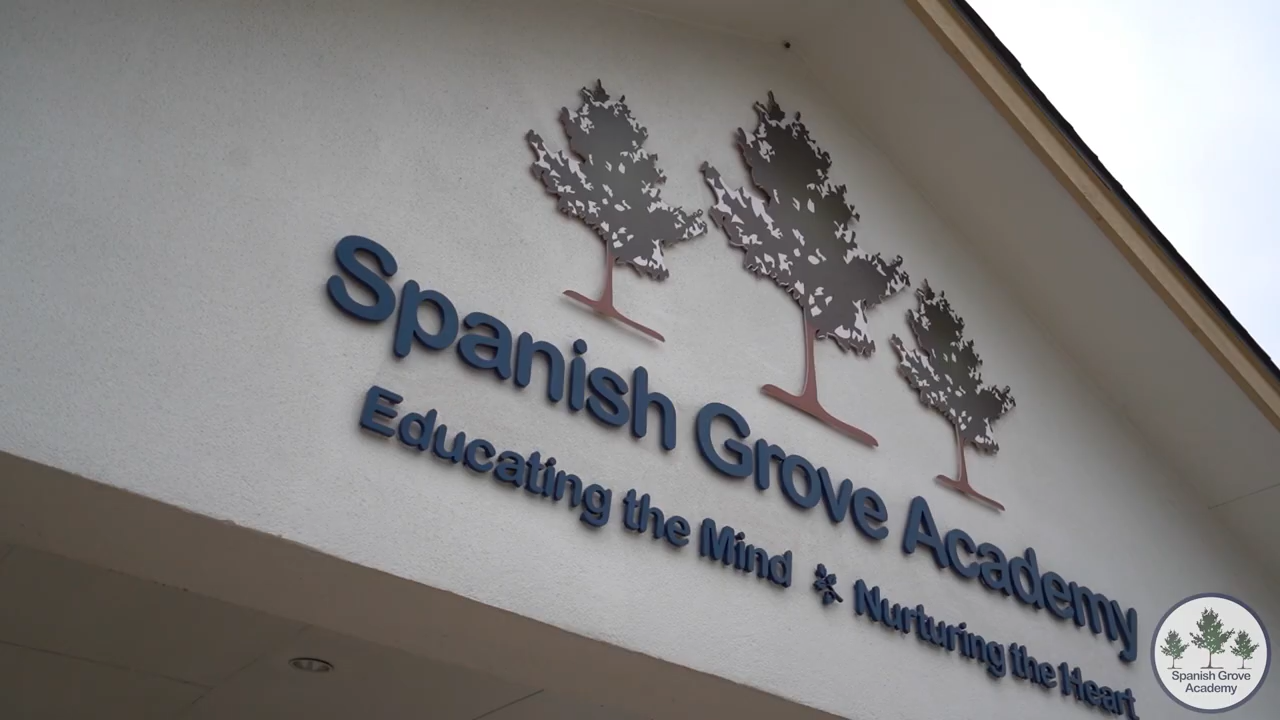 Spanish Grove Academy
Educating the Mind Nurturing the Heart
Spanish Grove
Academy